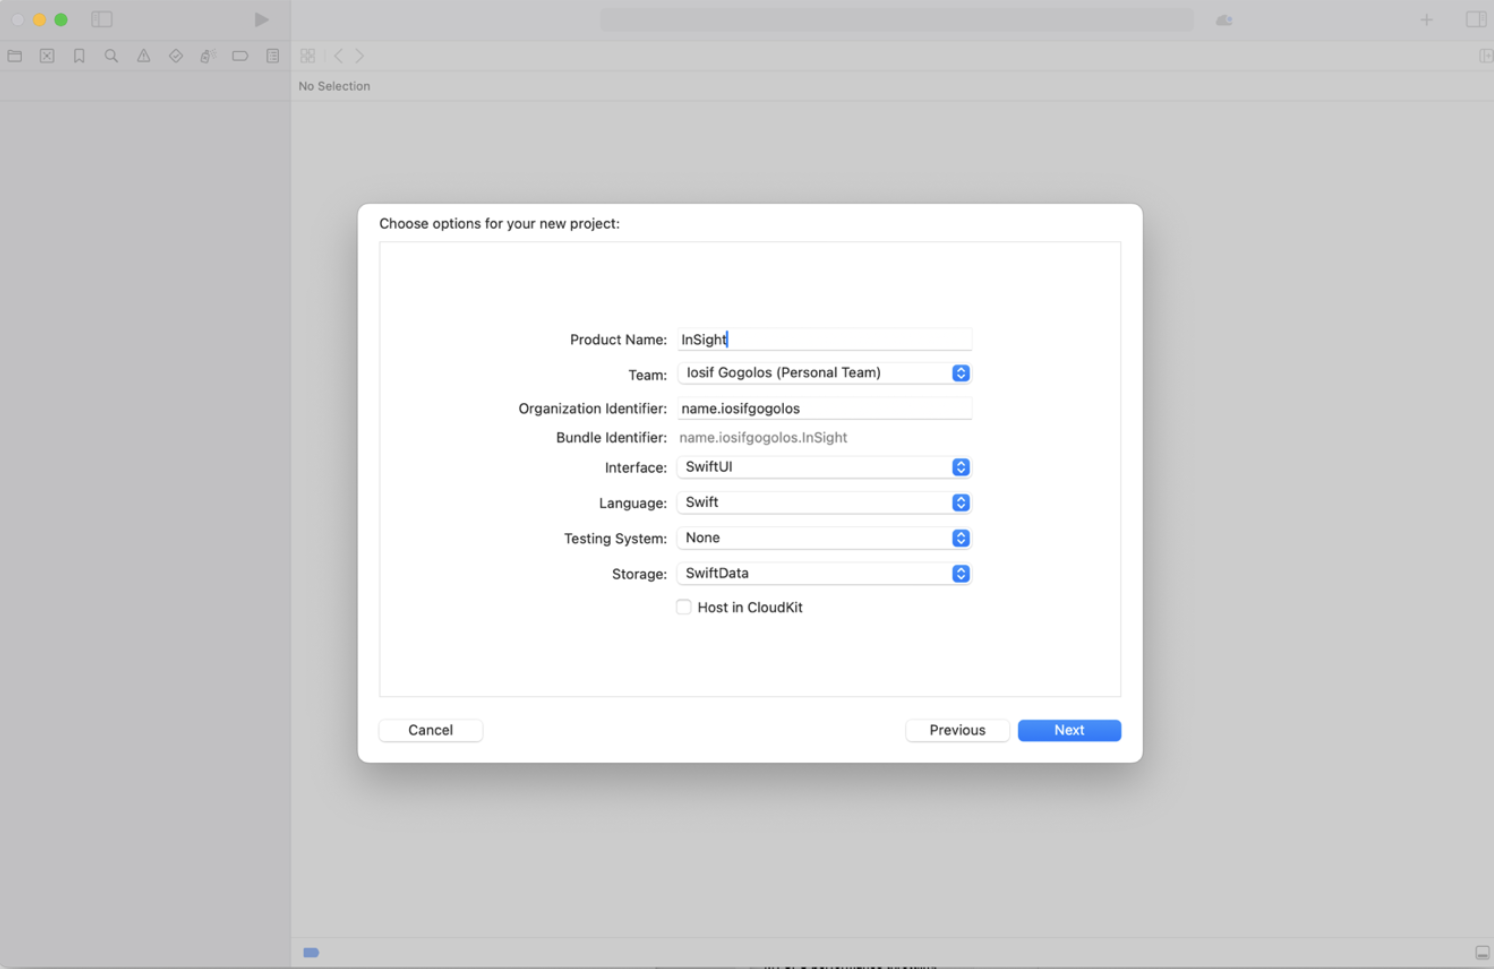 No Selection
Choose options for your new project:
Product Name: InSight
Team: Iosif Gogolos (Personal Team)
Organization Identifier: name.iosifgogolos
Bundle Identifier: name.iosifgogolos.InSight
Interface: SwiftUI
Language: Swift
Testing System: None
Storage: SwiftData
Host in CloudKit
Cancel Previous Next